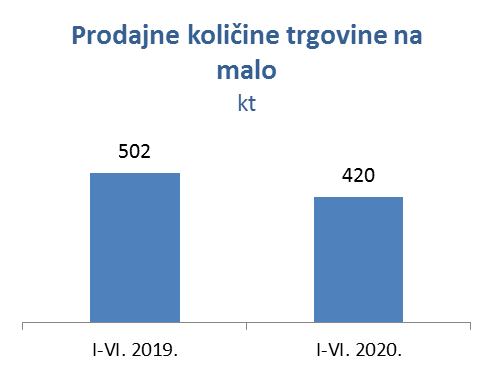 Prodajne količine trgovine na
malo
kt
502
420
I-VI. 2019.
I-VI. 2020.